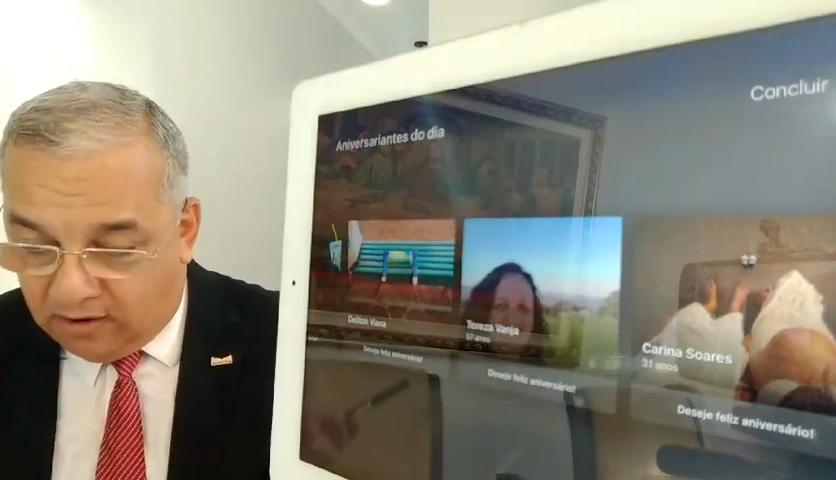 Concluir
Aniversariantes do dia
Deilton Viana
Desejе feliz aniversário!
Tereza Vanja
57 anos
Deseje feliz aniversário!
Carina Soares
31 anos
Deseje feliz aniversário!